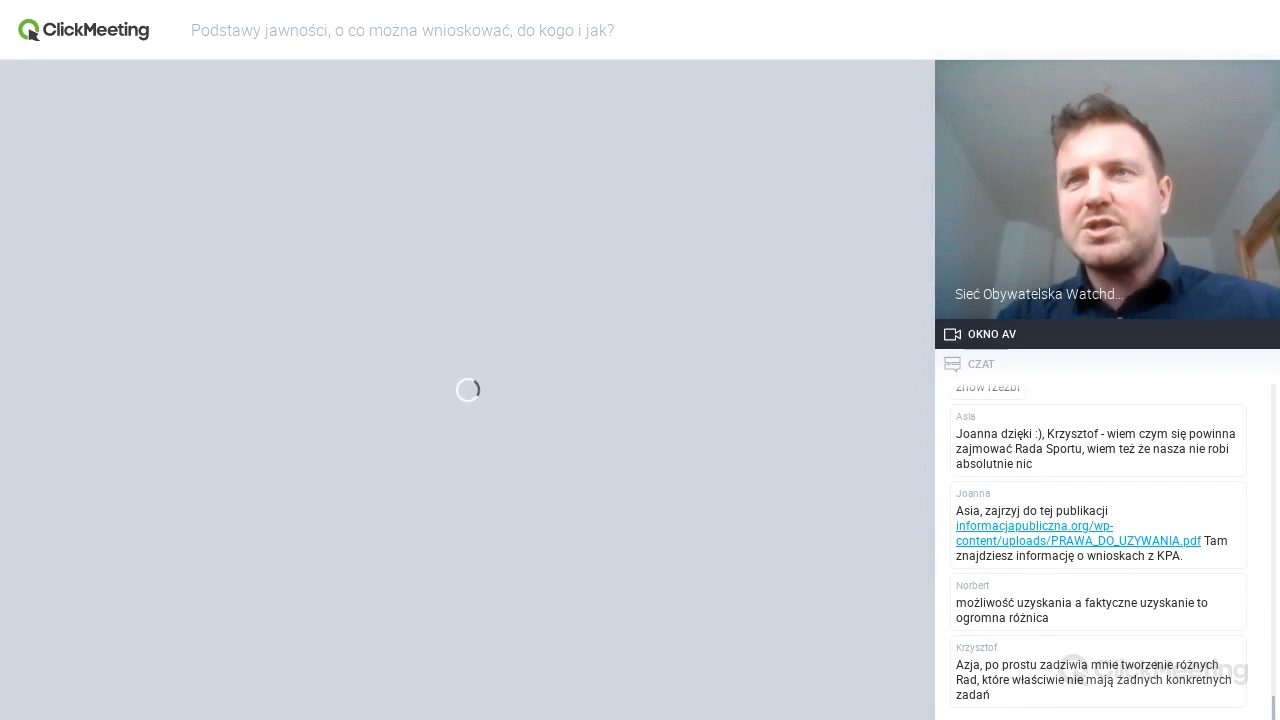 ClickMeeting
Podstawy jawności, o co można wnioskować, do kogo i jak?
Sieć Obywatelska Watchd...
OKNO AV
CZAT
znów rzeźbi
Asia
Joanna dzięki :), Krzysztof - wiem czym się powinna
zajmować Rada Sportu, wiem też że nasza nie robi
absolutnie nic
Joanna
Asia, zajrzyj do tej publikacji
informacjapubliczna.org/wp-
content/uploads/PRAWA_DO_UZYWANIA.pdf Tam
znajdziesz informację o wnioskach z KPA.
Norbert
możliwość uzyskania a faktyczne uzyskanie to
ogromna różnica
Krzysztof
Azja, po prostu zadziwia mnie tworzenie różnych
Rad, które właściwie nie mają żadnych konkretnych
zadań
ClickMeeting